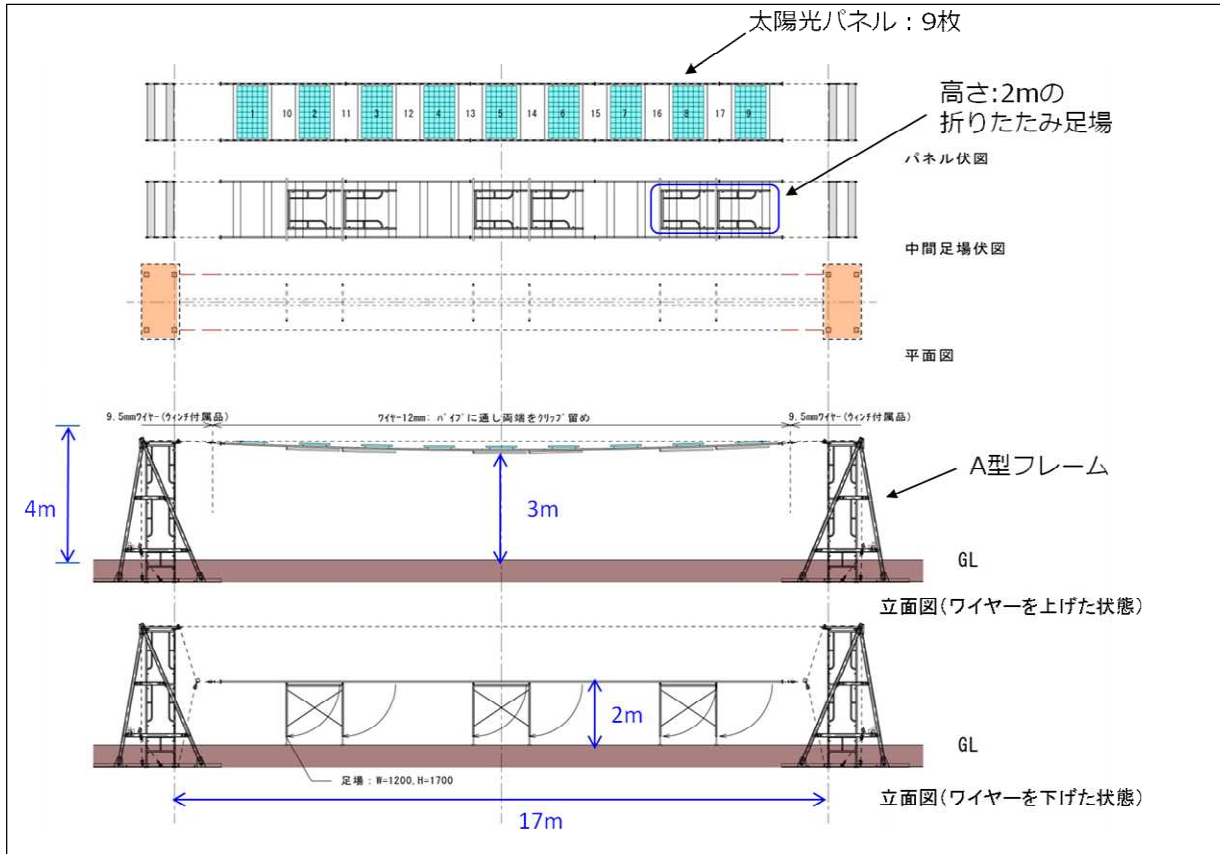 太陽光パネル：9枚
高さ:2mの
折りたたみ足場
1 10 2 11 3 12 4 13 5 14 6 15 7 16 8 17 9
パネル伏図
中間足場伏図
平面図
9.5mmワイヤー(ウィンチ付属品)
ワイヤー12mm: パイプに通し両端をクリップ留め
9.5mmワイヤー(ウィンチ付属品)
A型フレーム
4m
3m
GL
立面図(ワイヤーを上げた状態)
2m
GL
足場：W=1200,H=1700
立面図(ワイヤーを下げた状態)
17m